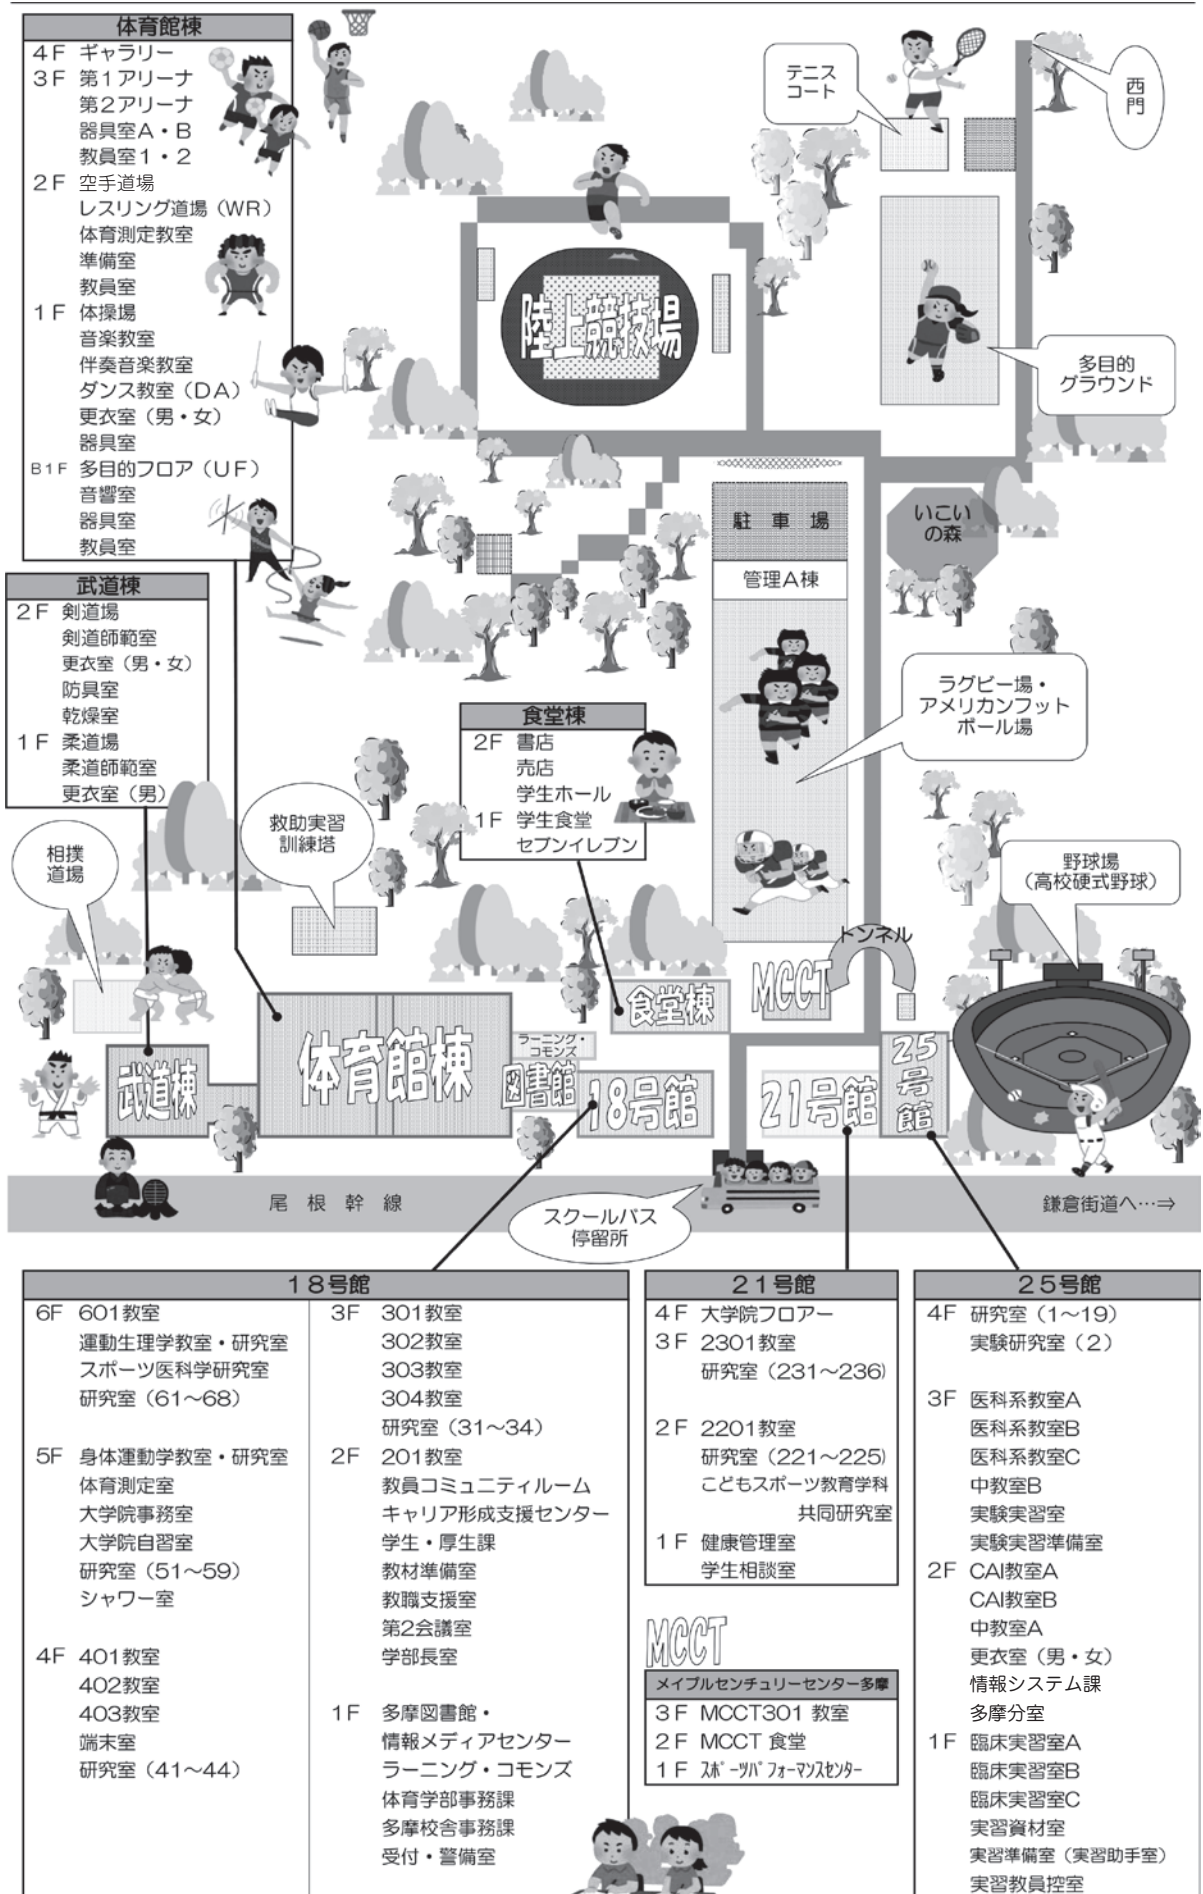 体育館棟
4F ギャラリー
3F 第1アリーナ
第2アリーナ
器具室A・B
教員室1・2
2F 空手道場
レスリング道場（WR）
体育測定教室
準備室
教員室
1F 体操場
音楽教室
伴奏音楽教室
ダンス教室（DA）
更衣室（男・女）
器具室
B1F 多目的フロア（UF）
音響室
器具室
教員室
テニス
コート
西門
陸上競技場
多目的
グラウンド
駐車場
管理A棟
いこい
の森
武道棟
2F 剣道場
剣道師範室
更衣室（男・女）
防具室
乾燥室
1F 柔道場
柔道師範室
更衣室（男）
食堂棟
2F 書店
売店
学生ホール
1F 学生食堂
セブンイレブン
ラグビー場・
アメリカンフット
ボール場
相撲
道場
救助実習
訓練塔
野球場
（高校硬式野球）
トンネル
MCCT
食堂棟
武道棟
体育館棟
ラーニング・
コモンズ
図書館
18号館
21号館
25号館
尾根幹線
スクールバス
停留所
鎌倉街道へ…⇒
18号館
6F 601教室
運動生理学教室・研究室
スポーツ医科学研究室
研究室（61～68）
5F 身体運動学教室・研究室
体育測定室
大学院事務室
大学院自習室
研究室（51～59）
シャワー室
4F 401教室
402教室
403教室
端末室
研究室（41～44）
3F 301教室
302教室
303教室
304教室
研究室（31～34）
2F 201教室
教員コミュニティルーム
キャリア形成支援センター
学生・厚生課
教材準備室
教職支援室
第2会議室
学部長室
1F 多摩図書館・
情報メディアセンター
ラーニング・コモンズ
体育学部事務課
多摩校舎事務課
受付・警備室
21号館
4F 大学院フロアー
3F 2301教室
研究室（231～236）
2F 2201教室
研究室（221～225）
こどもスポーツ教育学科
共同研究室
1F 健康管理室
学生相談室
MCCT
メイプルセンチュリーセンター多摩
3F MCCT301 教室
2F MCCT 食堂
1F ｽﾎﾟｰﾂﾊﾟﾌｫｰﾏﾝｽｾﾝﾀｰ
25号館
4F 研究室（1～19）
実験研究室（2）
3F 医科系教室A
医科系教室B
医科系教室C
中教室B
実験実習室
実験実習準備室
2F CAI教室A
CAI教室B
中教室A
更衣室（男・女）
情報システム課
多摩分室
1F 臨床実習室A
臨床実習室B
臨床実習室C
実習資材室
実習準備室（実習助手室）
実習教員控室